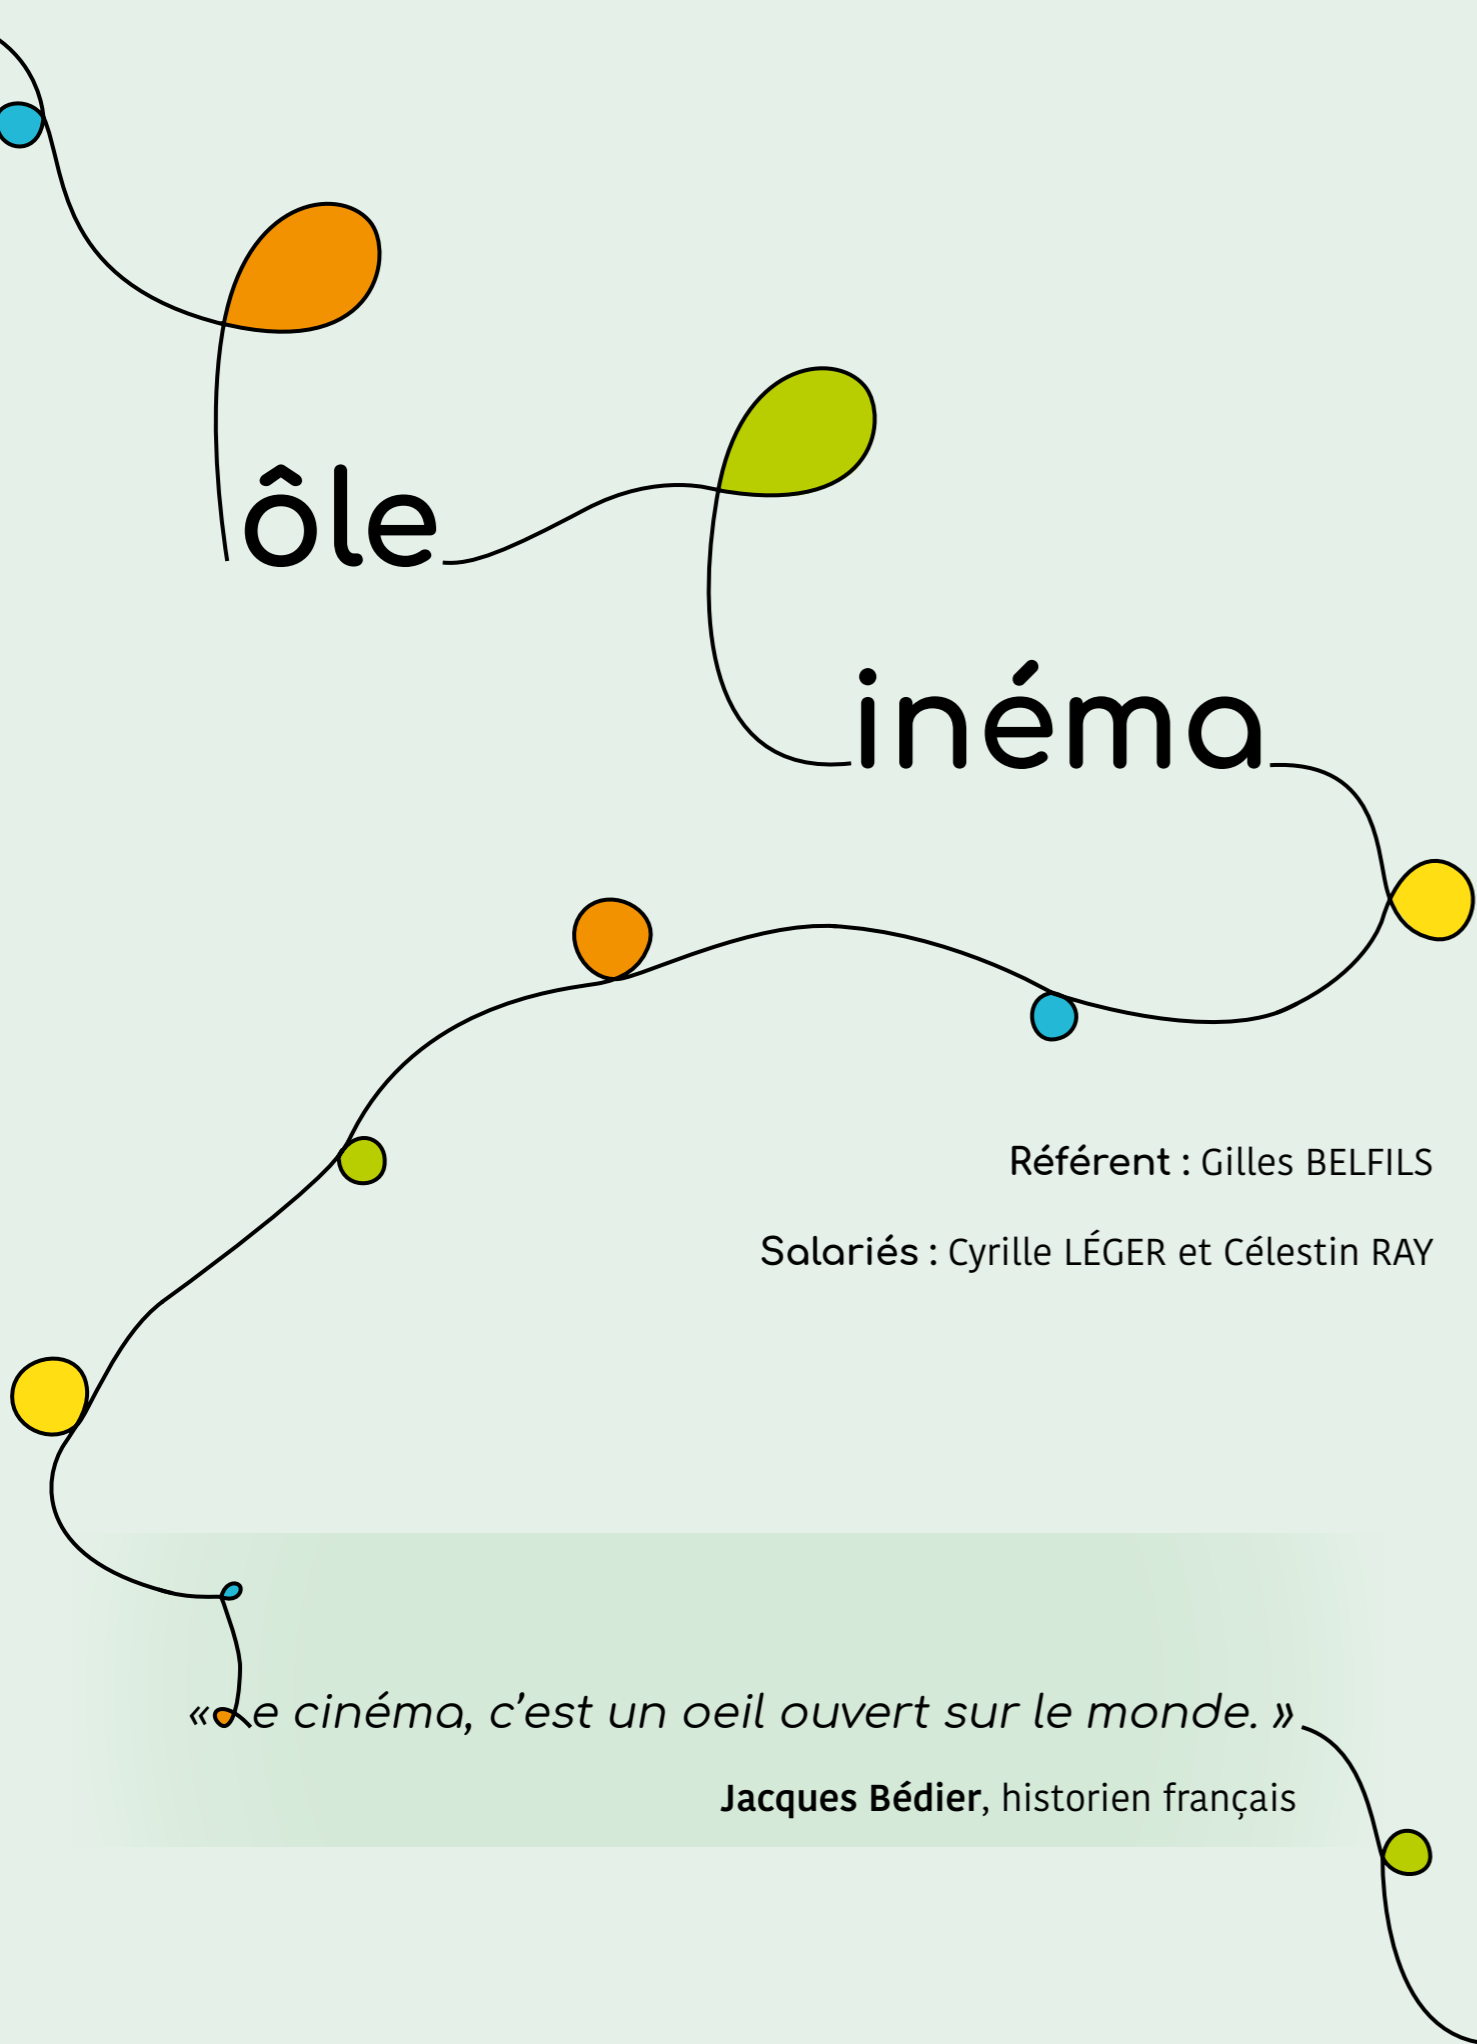 Pôle
Cinéma
Référent : Gilles BELFILS
Salariés : Cyrille LÉGER et Célestin RAY
« Le cinéma, c’est un oeil ouvert sur le monde. »
Jacques Bédier, historien français